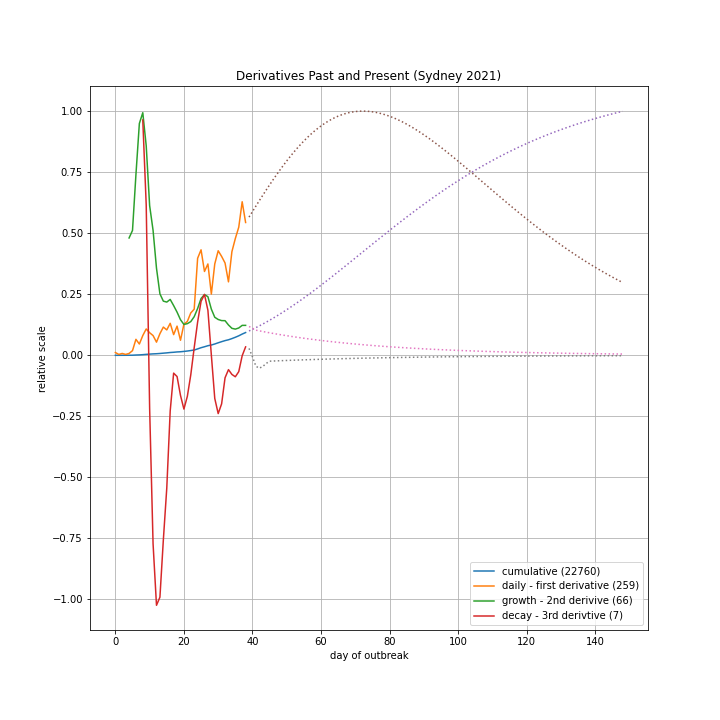 Derivatives Past and Present (Sydney 2021)
1.00
0.75
0.50
0.25
0.00
−0.25
−0.50
−0.75
−1.00
relative scale
0
20
40
60
80
100
120
140
day of outbreak
cumulative (22760)
daily - first derivative (259)
growth - 2nd derivive (66)
decay - 3rd derivtive (7)